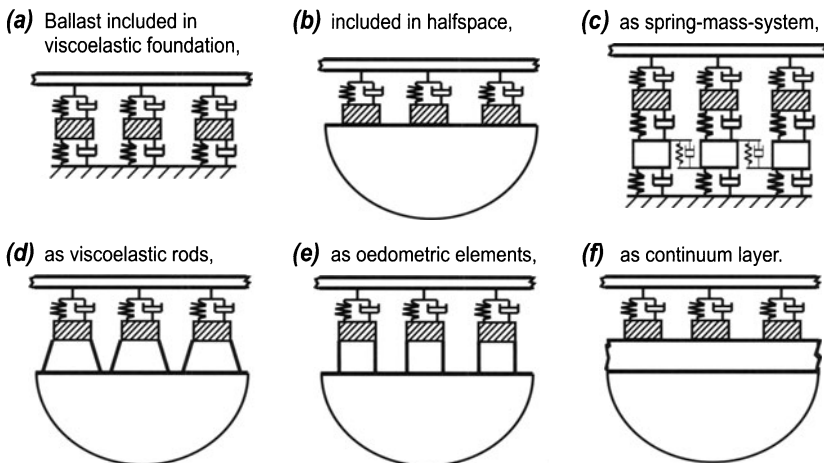 (a) Ballast included in
viscoelastic foundation,
(b) included in halfspace,
(c) as spring-mass-system,
(d) as viscoelastic rods,
(e) as oedometric elements,
(f) as continuum layer.